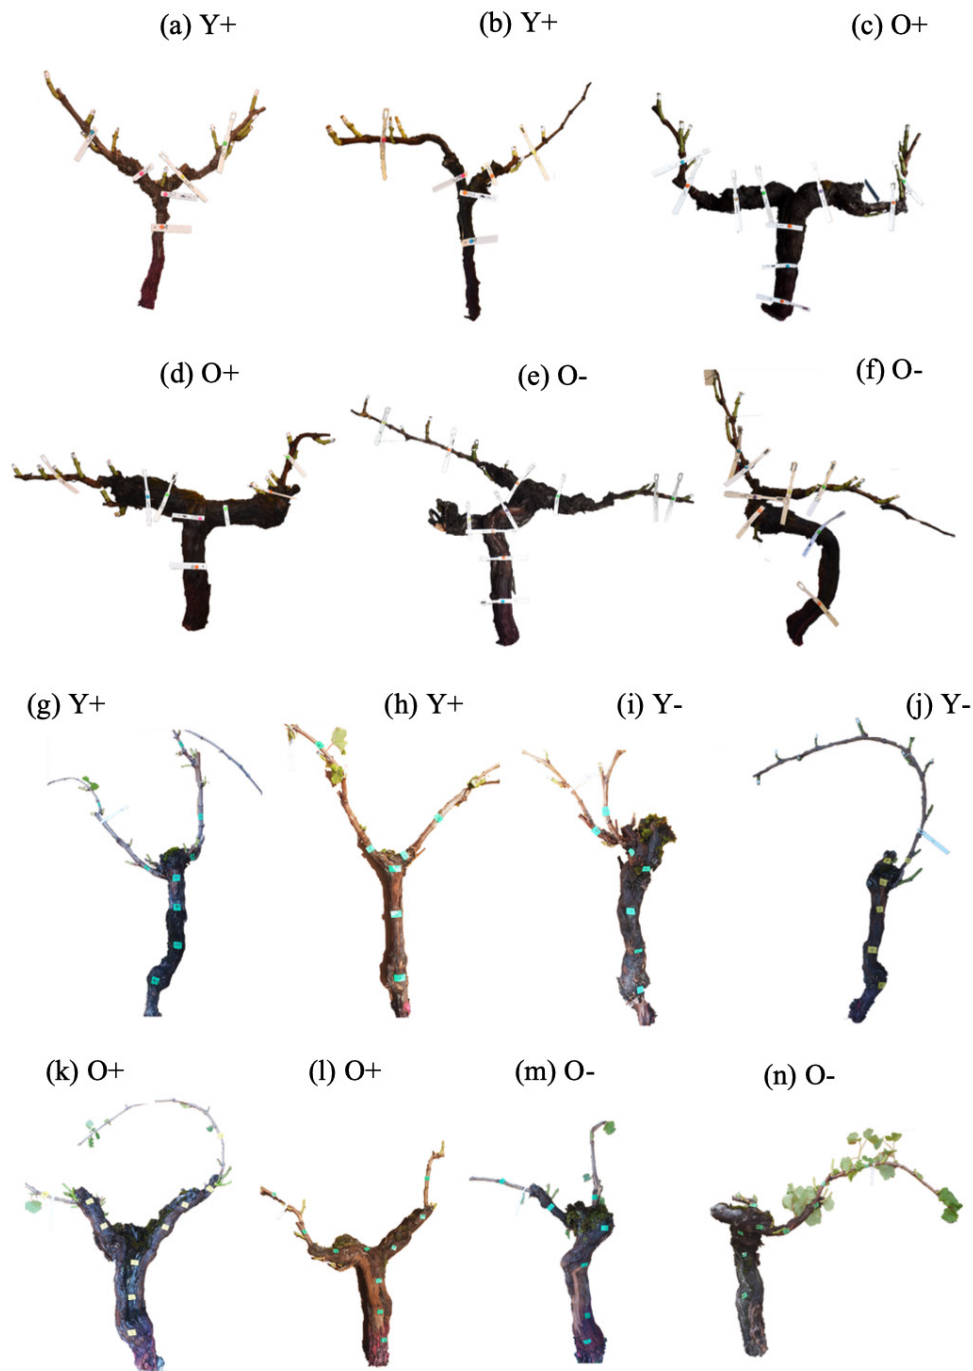 (a) Y+
(b) Y+
(c) O+
(d) O+
(e) O-
(f) O-
(g) Y+
(h) Y+
(i) Y-
(j) Y-
(k) O+
(l) O+
(m) O-
(n) O-